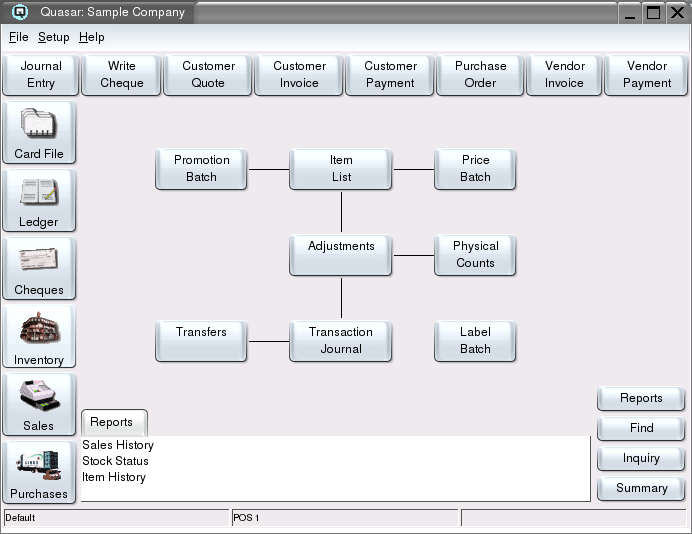 Quasar: Sample Company
File Setup Help
Journal Entry
Write Cheque
Customer Quote
Customer Invoice
Customer Payment
Purchase Order
Vendor Invoice
Vendor Payment
Card File
Ledger
Cheques
Inventory
Sales
Purchases
Promotion Batch
Item List
Price Batch
Adjustments
Physical Counts
Transfers
Transaction Journal
Label Batch
Reports
Find
Inquiry
Summary
Reports
Sales History
Stock Status
Item History
Default
POS 1